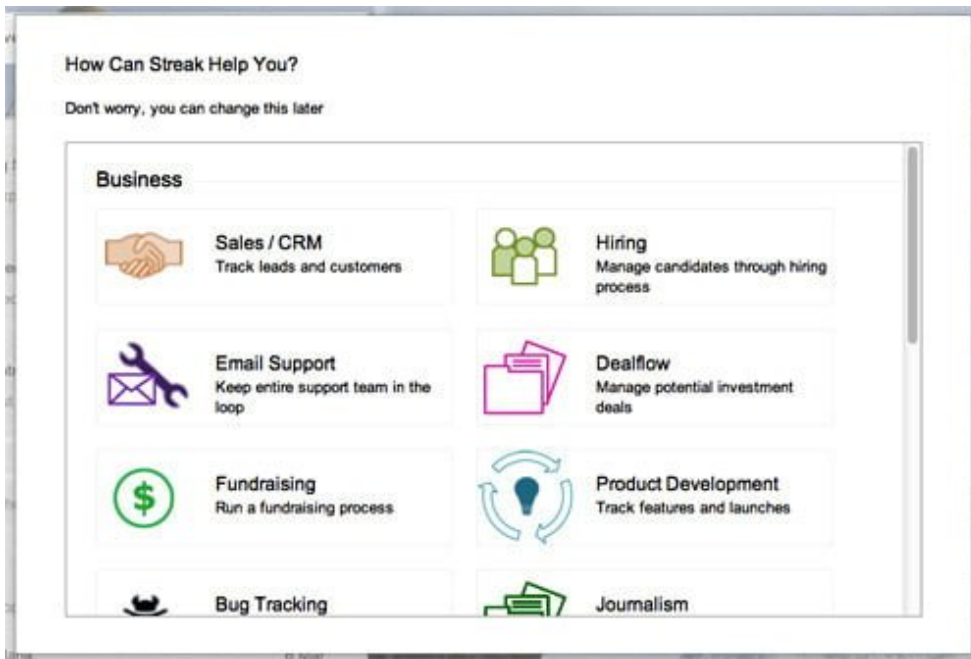 How Can Streak Help You?
Don't worry, you can change this later
Business
Sales / CRM
Track leads and customers
Hiring
Manage candidates through hiring
process
Email Support
Keep entire support team in the
loop
Dealflow
Manage potential investment
deals
Fundraising
Run a fundraising process
Product Development
Track features and launches
Bug Tracking
Journalism